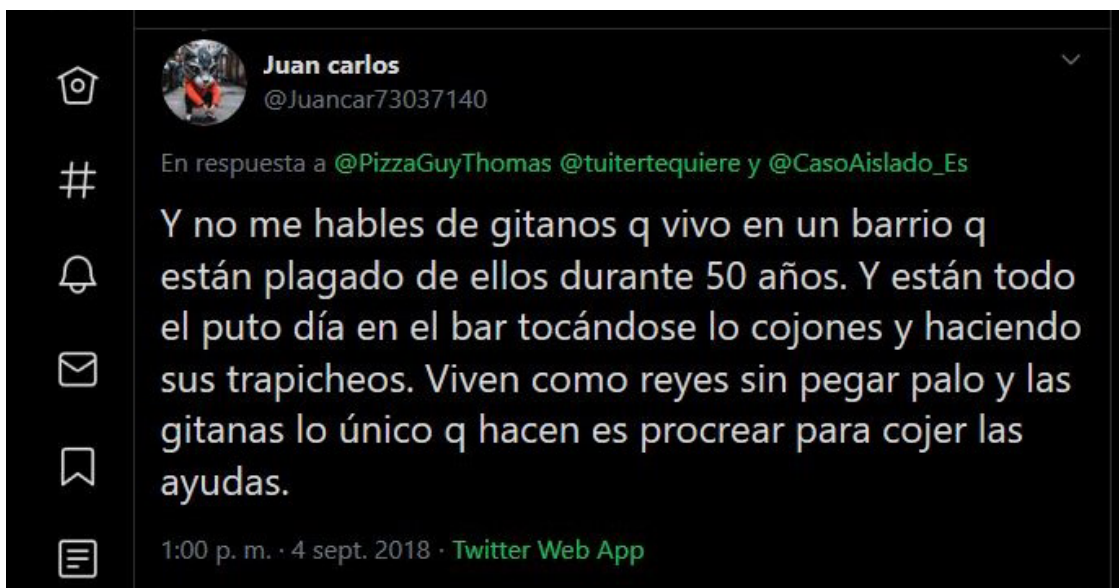 Juan carlos
@Juancar73037140
En respuesta a @PizzaGuyThomas @tuitertequiere y @CasoAislado_Es
Y no me hables de gitanos q vivo en un barrio q
están plagado de ellos durante 50 años. Y están todo
el puto día en el bar tocándose lo cojones y haciendo
sus trapicheos. Viven como reyes sin pegar palo y las
gitanas lo único q hacen es procrear para cojer las
ayudas.
1:00 p. m. · 4 sept. 2018 · Twitter Web App